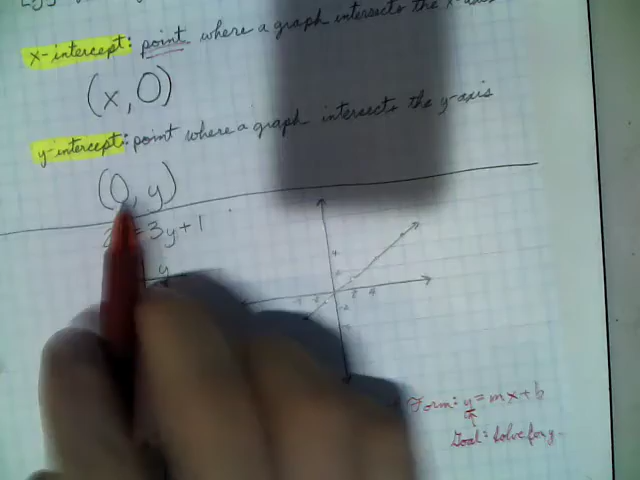 x-intercept: point where a graph intersects the x-axis
(x, 0)
y-intercept: point where a graph intersects the y-axis
(0, y)
= 3y + 1
y
Form: y = mx + b
Goal: solve for y.